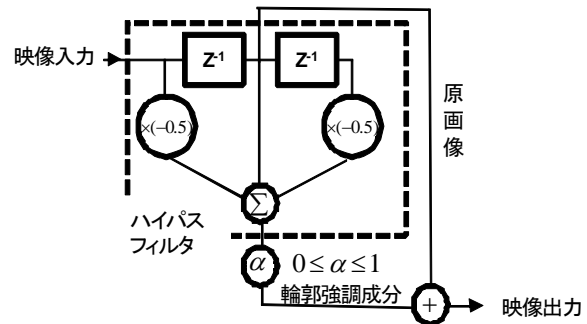 映像入力
Z⁻¹
Z⁻¹
×(−0.5)
×(−0.5)
原画像
Σ
ハイパス
フィルタ
α
0≤α≤1
輪郭強調成分
+
映像出力